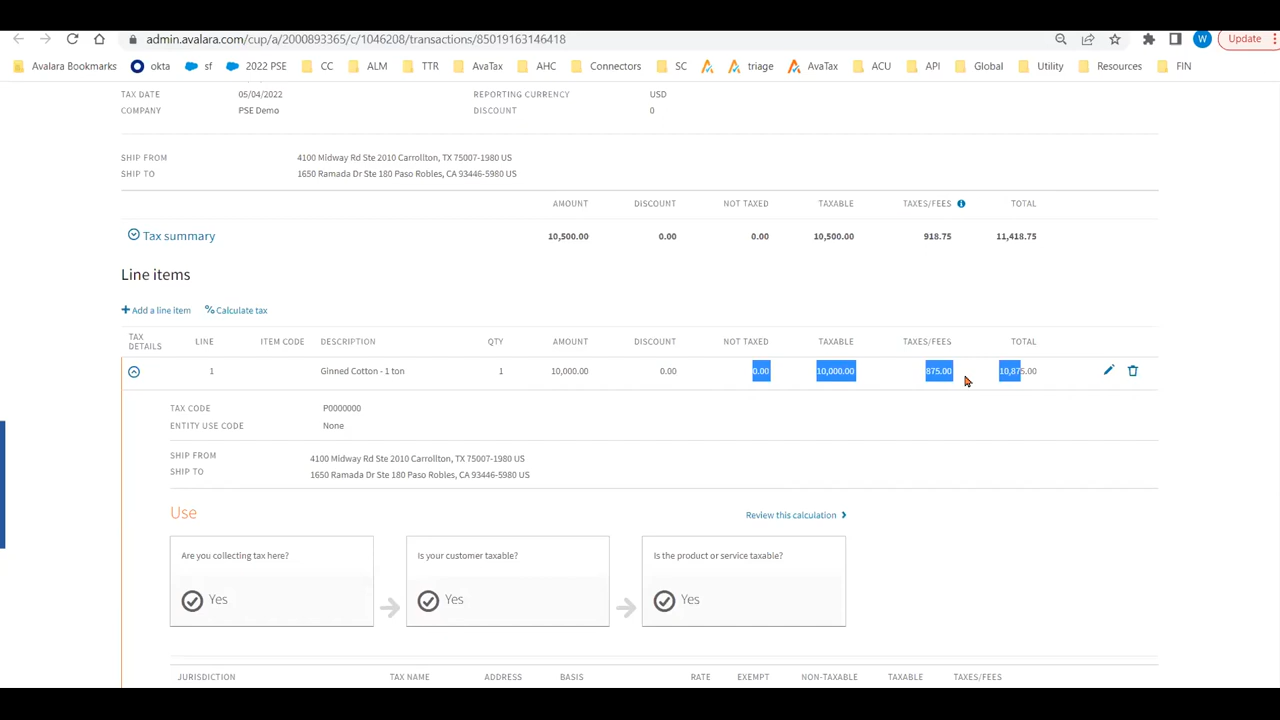 admin.avalara.com/cup/a/2000893365/c/1046208/transactions/85019163146418 W Update
Avalara Bookmarks okta sf 2022 PSE CC ALM TTR AvaTax AHC Connectors SC triage AvaTax ACU API Global Utility Resources FIN
TAX DATE 05/04/2022 REPORTING CURRENCY USD
COMPANY PSE Demo DISCOUNT 0
SHIP FROM 4100 Midway Rd Ste 2010 Carrollton, TX 75007-1980 US
SHIP TO 1650 Ramada Dr Ste 180 Paso Robles, CA 93446-5980 US
AMOUNT DISCOUNT NOT TAXED TAXABLE TAXES/FEES TOTAL
Tax summary 10,500.00 0.00 0.00 10,500.00 918.75 11,418.75
Line items
+ Add a line item % Calculate tax
TAX DETAILS LINE ITEM CODE DESCRIPTION QTY AMOUNT DISCOUNT NOT TAXED TAXABLE TAXES/FEES TOTAL
1 Ginned Cotton - 1 ton 1 10,000.00 0.00 0.00 10,000.00 875.00 10,875.00
TAX CODE P0000000
ENTITY USE CODE None
SHIP FROM 4100 Midway Rd Ste 2010 Carrollton, TX 75007-1980 US
SHIP TO 1650 Ramada Dr Ste 180 Paso Robles, CA 93446-5980 US
Use Review this calculation
Are you collecting tax here? Is your customer taxable? Is the product or service taxable?
Yes Yes Yes
JURISDICTION TAX NAME ADDRESS BASIS RATE EXEMPT NON-TAXABLE TAXABLE TAXES/FEES